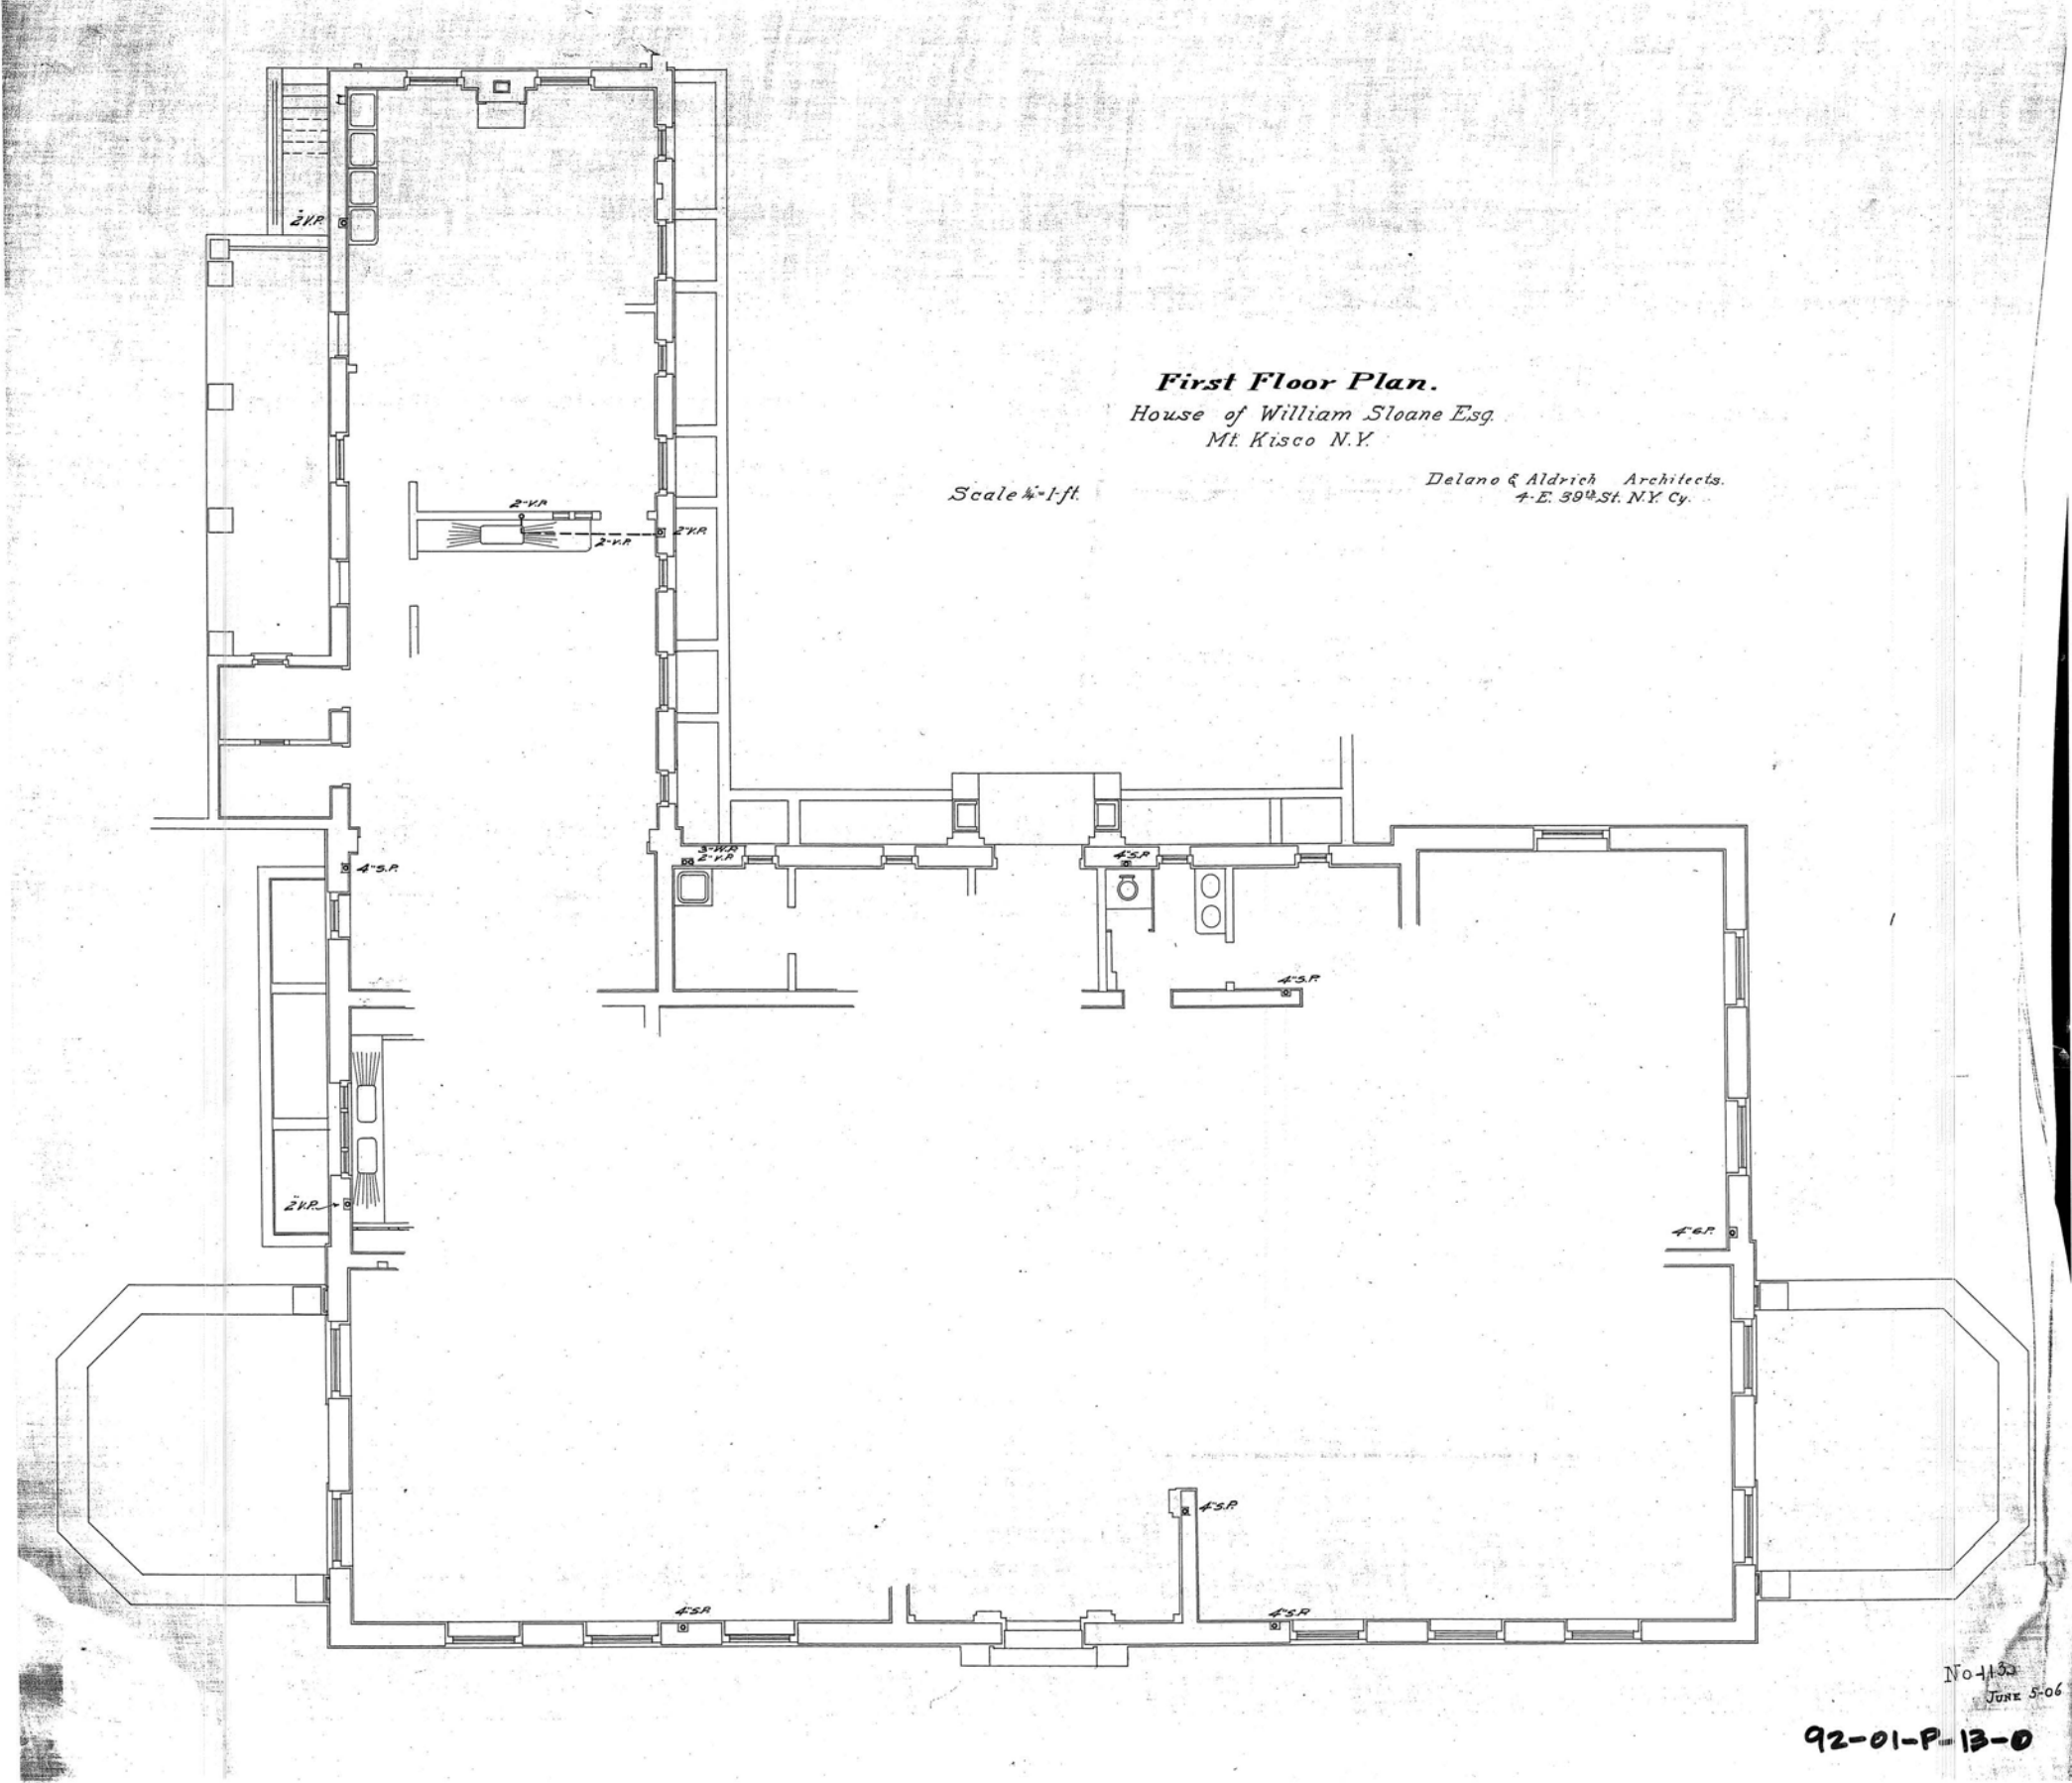 2"V.P.
First Floor Plan.
House of William Sloane Esq.
Mt. Kisco N.Y.
Scale ¼"=1-ft.
Delano & Aldrich Architects.
4-E. 39th St. N.Y. Cy.
2"V.P.
2"V.P.
2"V.P.
3"W.P.
2"V.P.
4"S.P.
4"S.P.
4"S.P.
2"V.P.
4"S.P.
4"S.P.
4"S.P.
JUNE 5-06
92-01-P-13-0